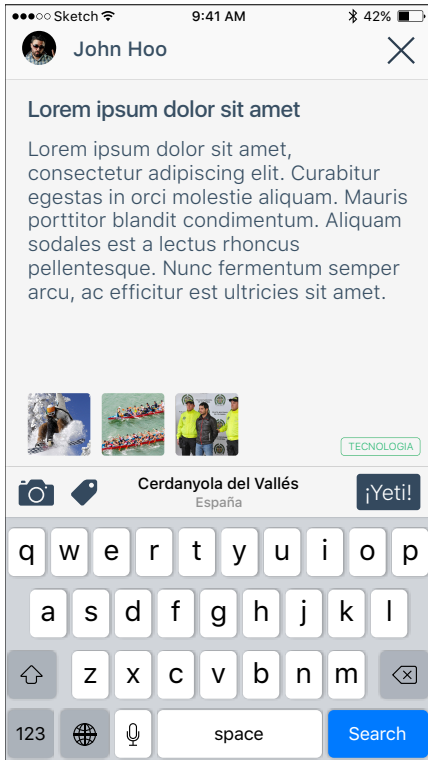 Sketch 9:41 AM 42%
John Hoo
Lorem ipsum dolor sit amet
Lorem ipsum dolor sit amet,
consectetur adipiscing elit. Curabitur
egestas in orci molestie aliquam. Mauris
porttitor blandit condimentum. Aliquam
sodales est a lectus rhoncus
pellentesque. Nunc fermentum semper
arcu, ac efficitur est ultricies sit amet.
TECNOLOGIA
Cerdanyola del Vallés
España
¡Yeti!
q w e r t y u i o p
a s d f g h j k l
z x c v b n m
123 space Search